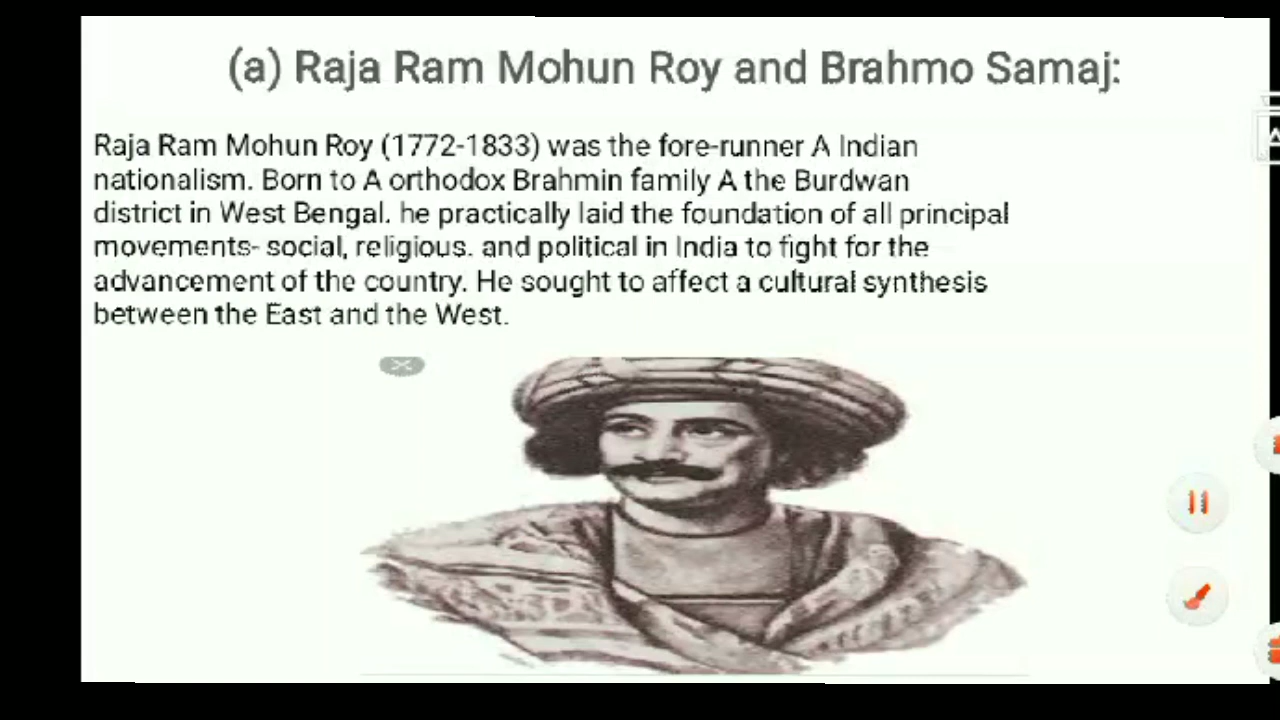 (a) Raja Ram Mohun Roy and Brahmo Samaj:
Raja Ram Mohun Roy (1772-1833) was the fore-runner A Indian
nationalism. Born to A orthodox Brahmin family A the Burdwan
district in West Bengal. he practically laid the foundation of all principal
movements- social, religious. and political in India to fight for the
advancement of the country. He sought to affect a cultural synthesis
between the East and the West.